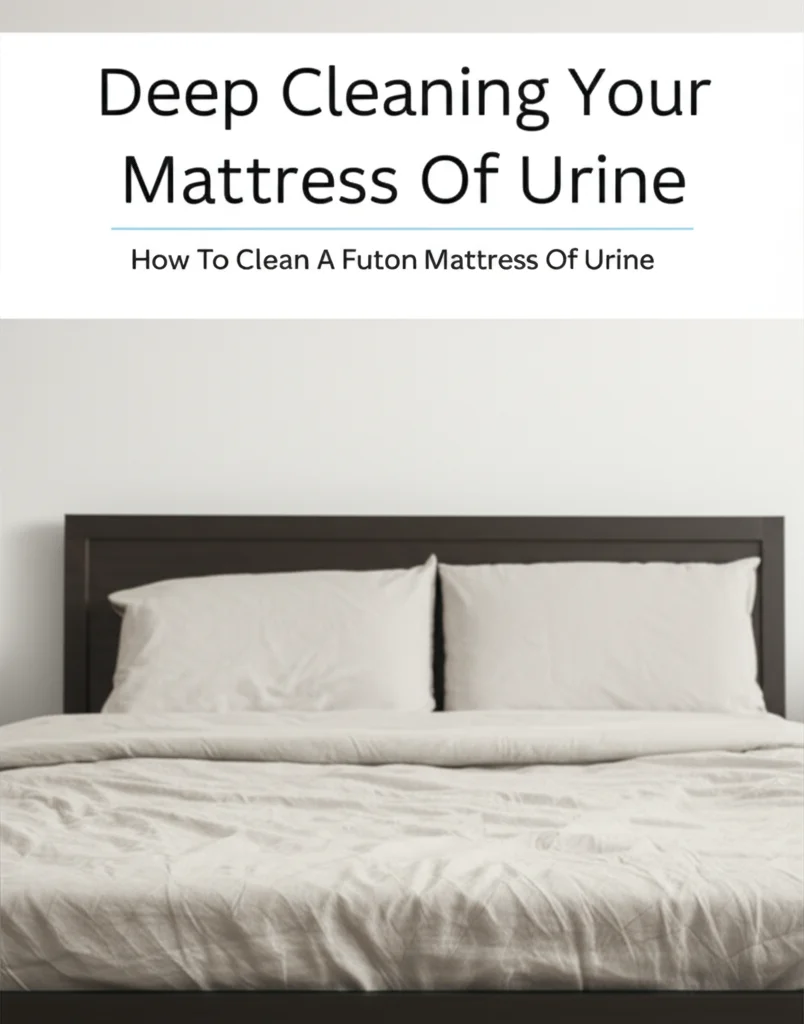 Deep Cleaning Your
Mattress Of Urine
How To Clean A Futon Mattress Of Urine